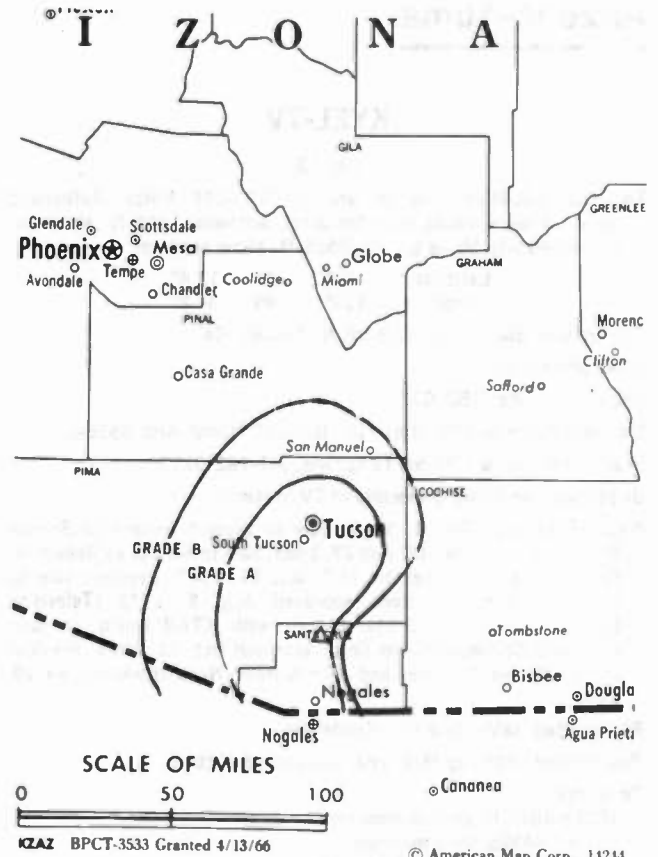 I Z O N A
GILA
GREENLEE
Glendale
Scottsdale
Phoenix
Mesa
Globe
GRAHAM
Tempe
Avondale
Coolidge
Miami
Chandler
PINAL
Morenc
Clifton
Casa Grande
Safford
San Manuel
PIMA
COCHISE
Tucson
South Tucson
GRADE
GRADE A
SANTA CRUZ
Tombstone
Bisbee
Nogales
Dougla
Nogales
Agua Prieti
SCALE OF MILES
0 50 100
Cananea
KZAZ BPCT-3533 Granted 4/13/66
© American Map Corp. 14244